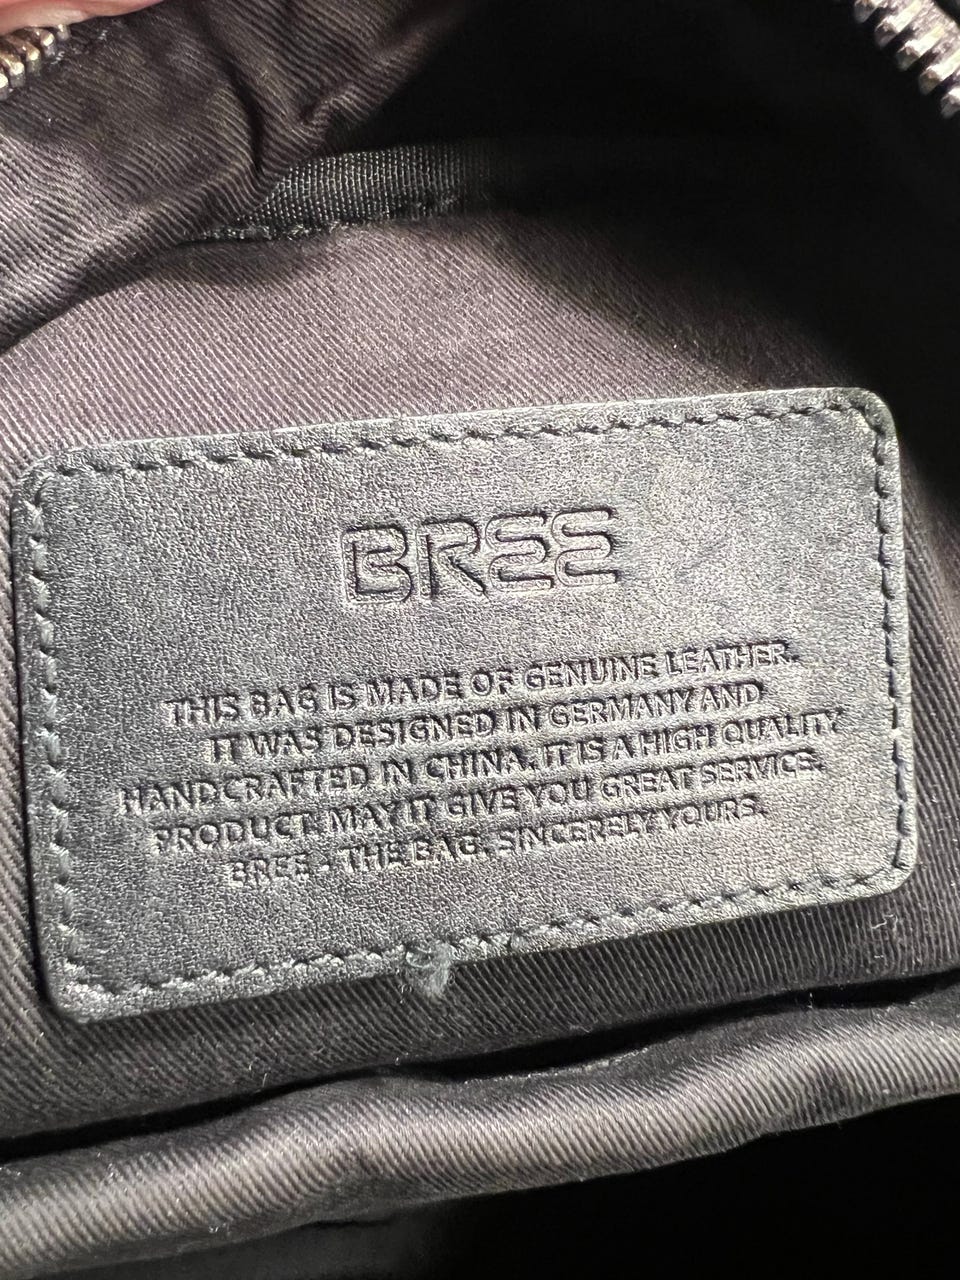 BREE
THIS BAG IS MADE OF GENUINE LEATHER.
IT WAS DESIGNED IN GERMANY AND
HANDCRAFTED IN CHINA. IT IS A HIGH QUALITY
PRODUCT. MAY IT GIVE YOU GREAT SERVICE.
BREE - THE BAG. SINCERELY YOURS.